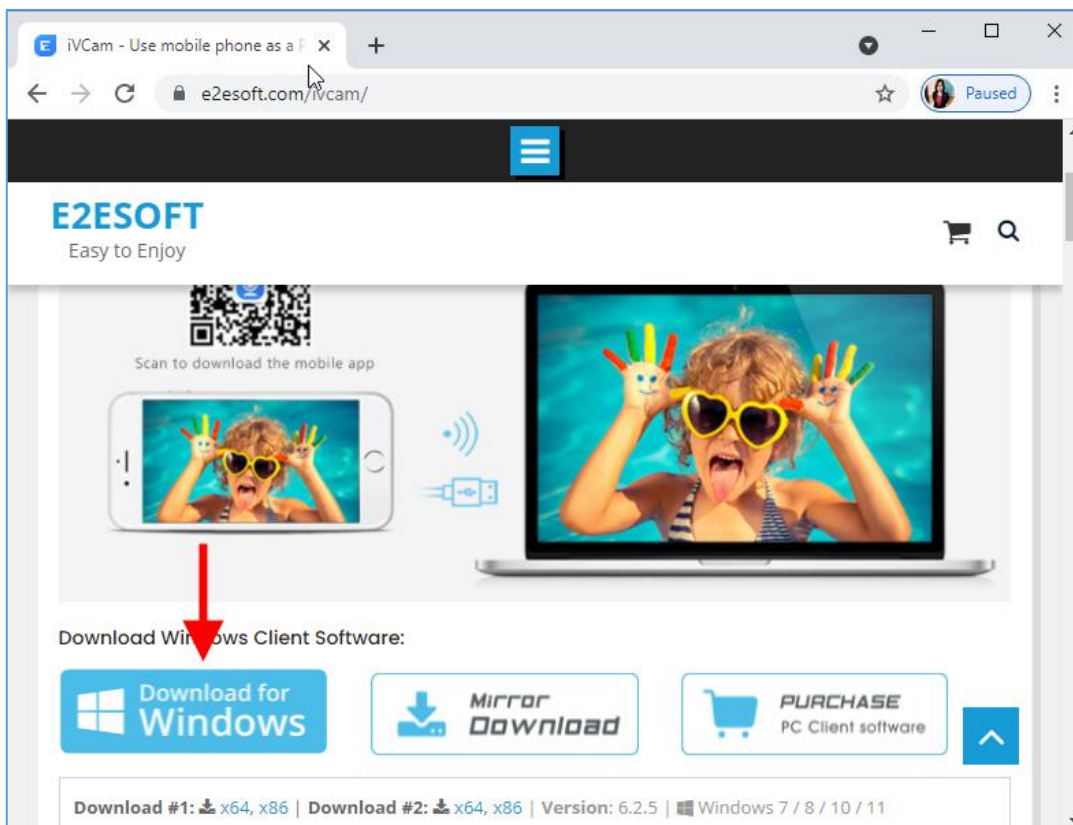 iVCam - Use mobile phone as a P
e2esoft.com/ivcam/
Paused
E2ESOFT
Easy to Enjoy
Scan to download the mobile app
Download Windows Client Software:
Download for
Windows
Mirror
Download
PURCHASE
PC Client software
Download #1: x64, x86 | Download #2: x64, x86 | Version: 6.2.5 | Windows 7 / 8 / 10 / 11